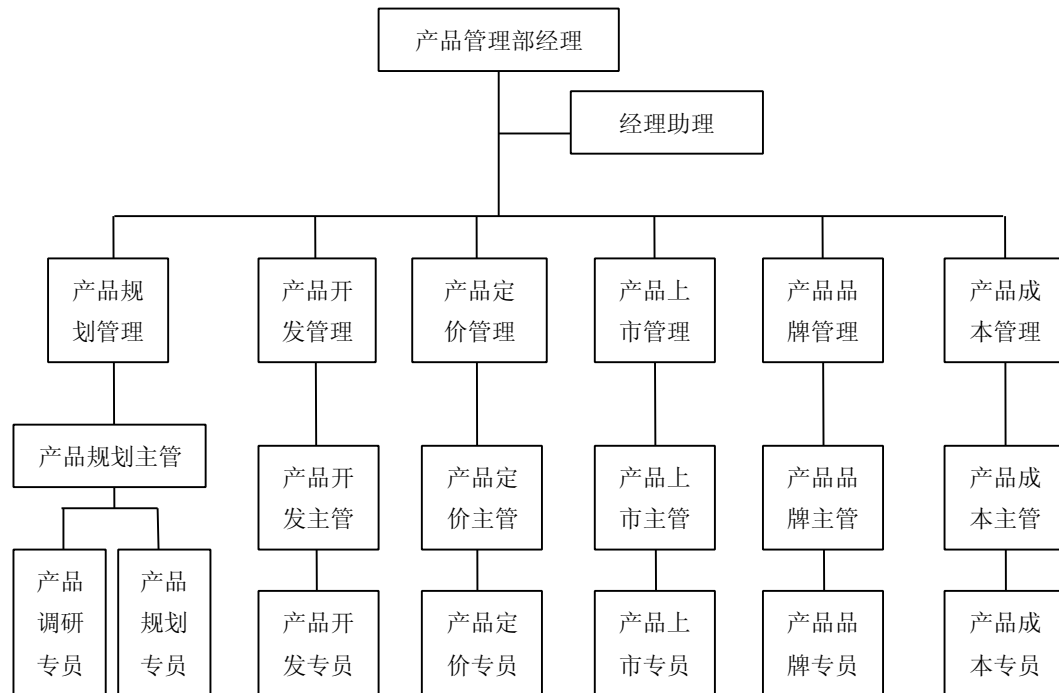 产品管理部经理
经理助理
产品规
划管理
产品开
发管理
产品定
价管理
产品上
市管理
产品品
牌管理
产品成
本管理
产品规划主管
产品开
发主管
产品定
价主管
产品上
市主管
产品品
牌主管
产品成
本主管
产品
调研
专员
产品
规划
专员
产品开
发专员
产品定
价专员
产品上
市专员
产品品
牌专员
产品成
本专员